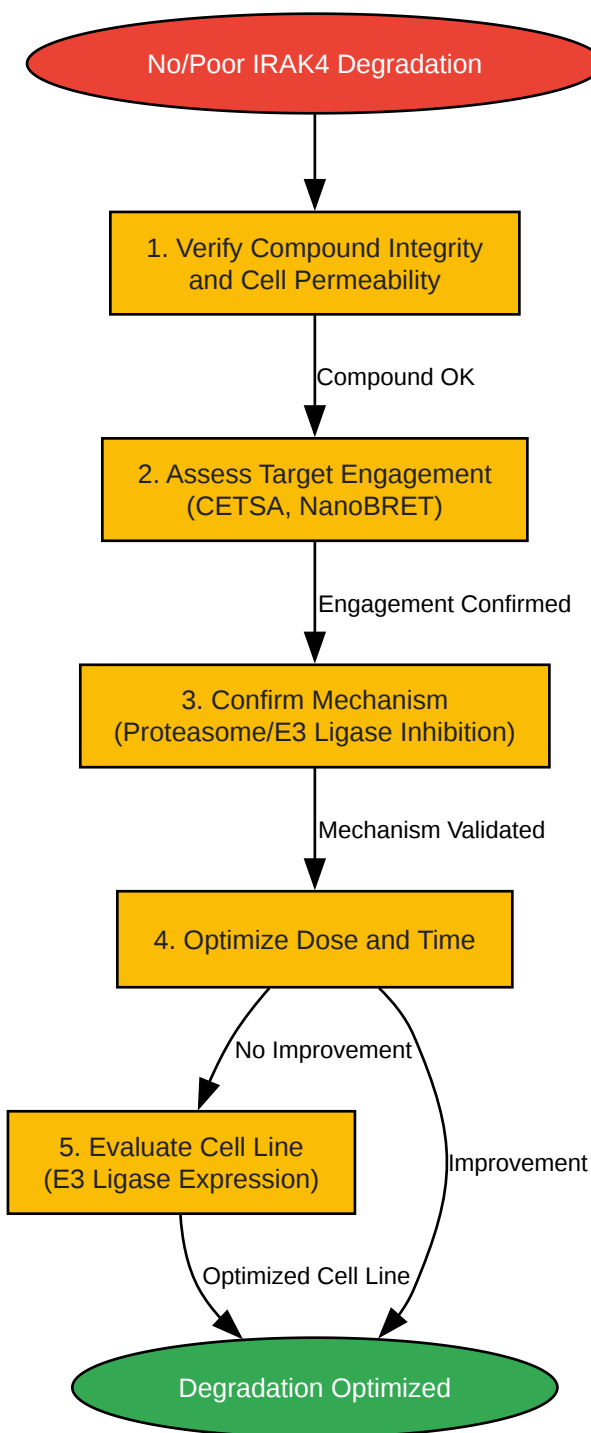 No/Poor IRAK4 Degradation
1. Verify Compound Integrity
and Cell Permeability
Compound OK
2. Assess Target Engagement
(CETSA, NanoBRET)
Engagement Confirmed
3. Confirm Mechanism
(Proteasome/E3 Ligase Inhibition)
Mechanism Validated
4. Optimize Dose and Time
No Improvement
5. Evaluate Cell Line
(E3 Ligase Expression)
Improvement
Optimized Cell Line
Degradation Optimized